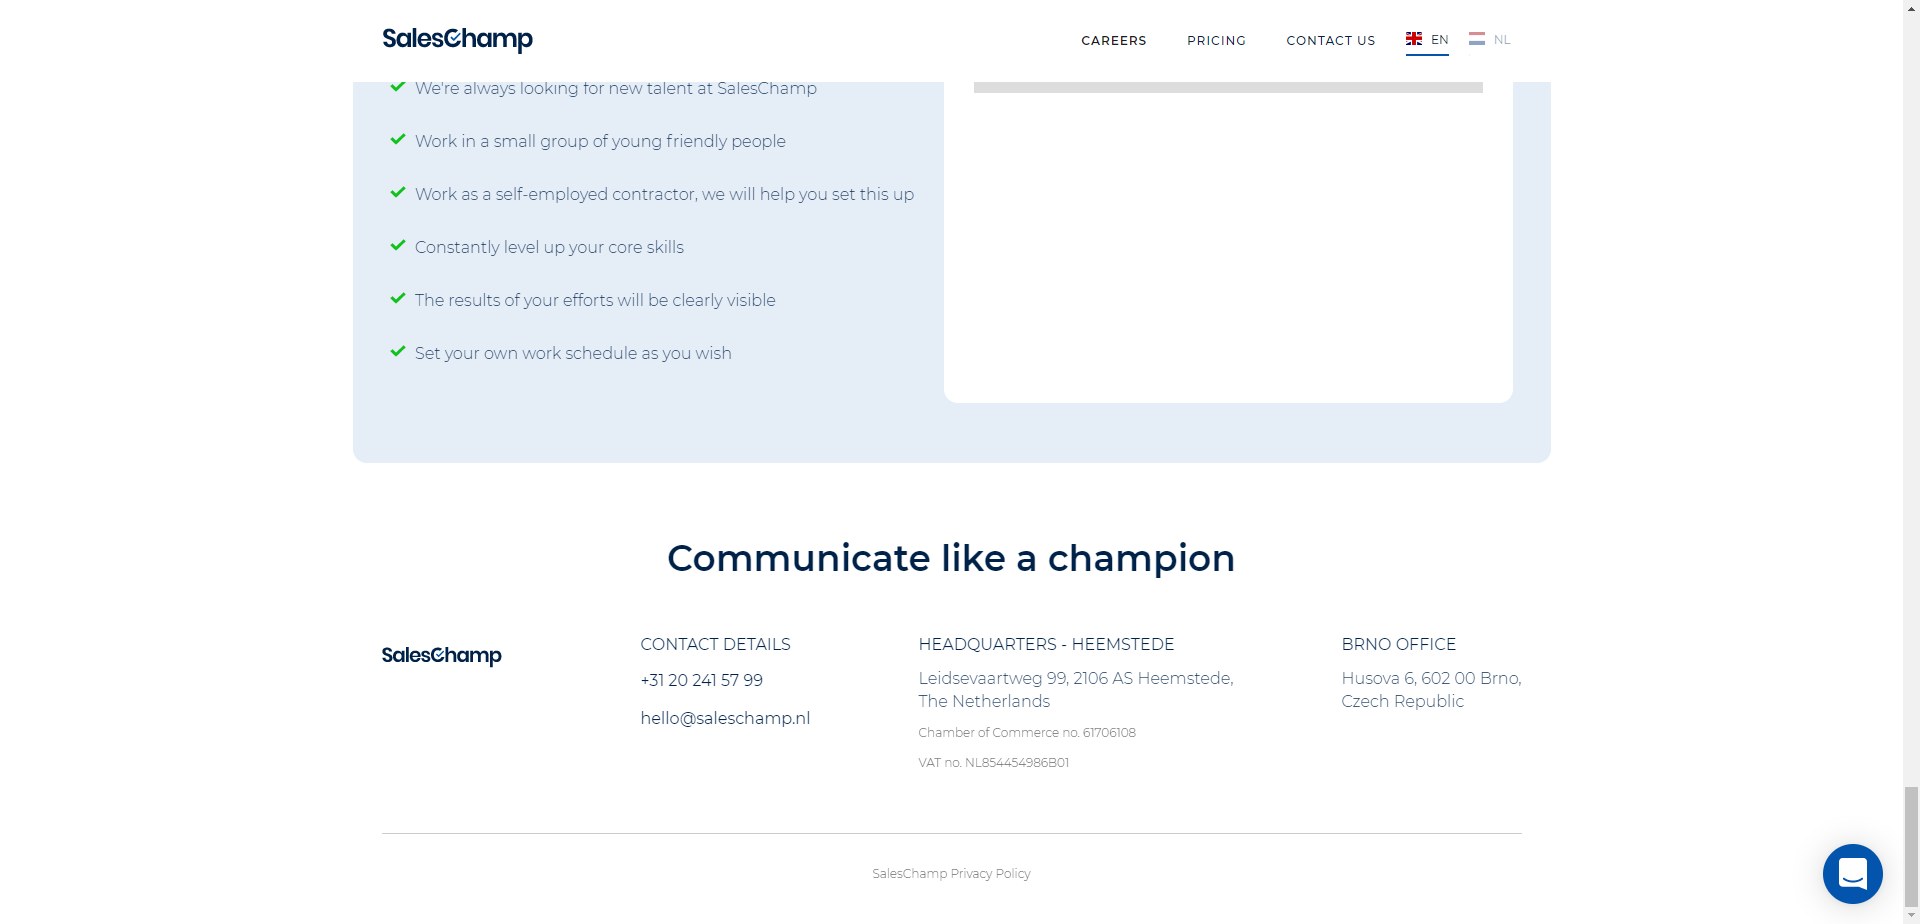 SalesChamp
CAREERS
PRICING
CONTACT US
EN
NL
We're always looking for new talent at SalesChamp
Work in a small group of young friendly people
Work as a self-employed contractor, we will help you set this up
Constantly level up your core skills
The results of your efforts will be clearly visible
Set your own work schedule as you wish
Communicate like a champion
SalesChamp
CONTACT DETAILS
+31 20 241 57 99
hello@saleschamp.nl
HEADQUARTERS - HEEMSTEDE
Leidsevaartweg 99, 2106 AS Heemstede,
The Netherlands
Chamber of Commerce no. 61706108
VAT no. NL854454986B01
BRNO OFFICE
Husova 6, 602 00 Brno,
Czech Republic
SalesChamp Privacy Policy